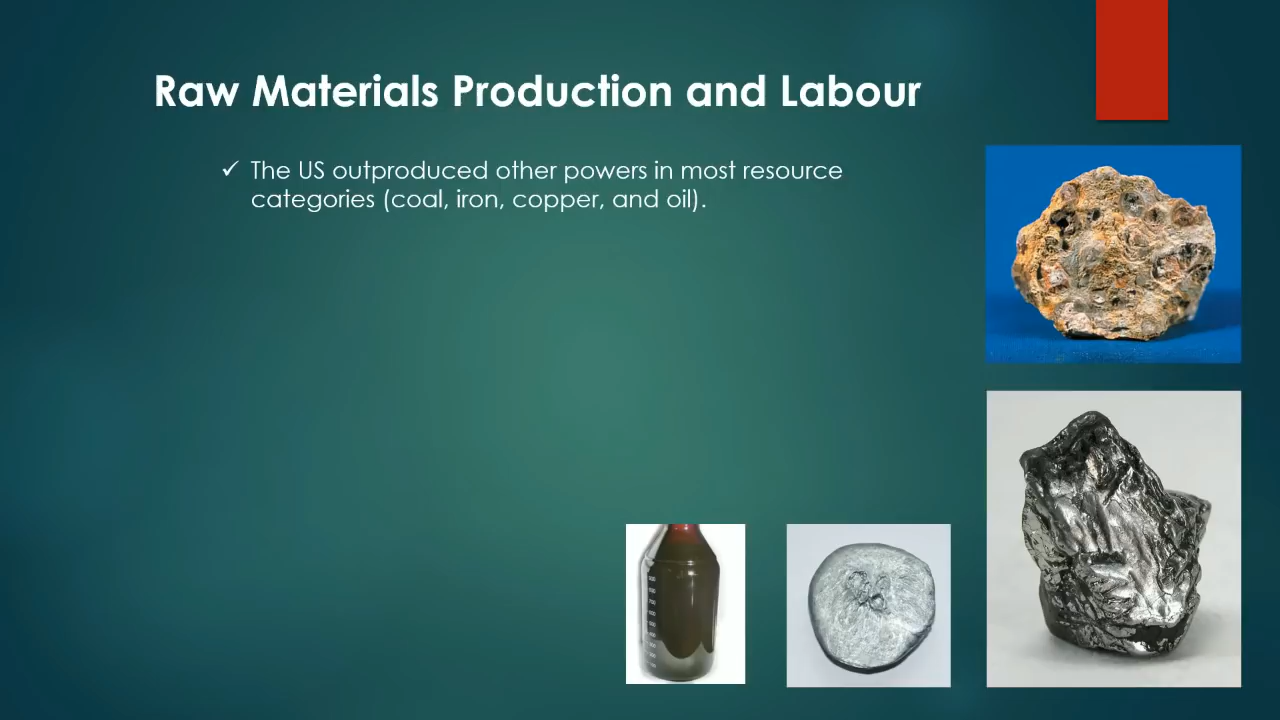 Raw Materials Production and Labour
✓ The US outproduced other powers in most resource
categories (coal, iron, copper, and oil).